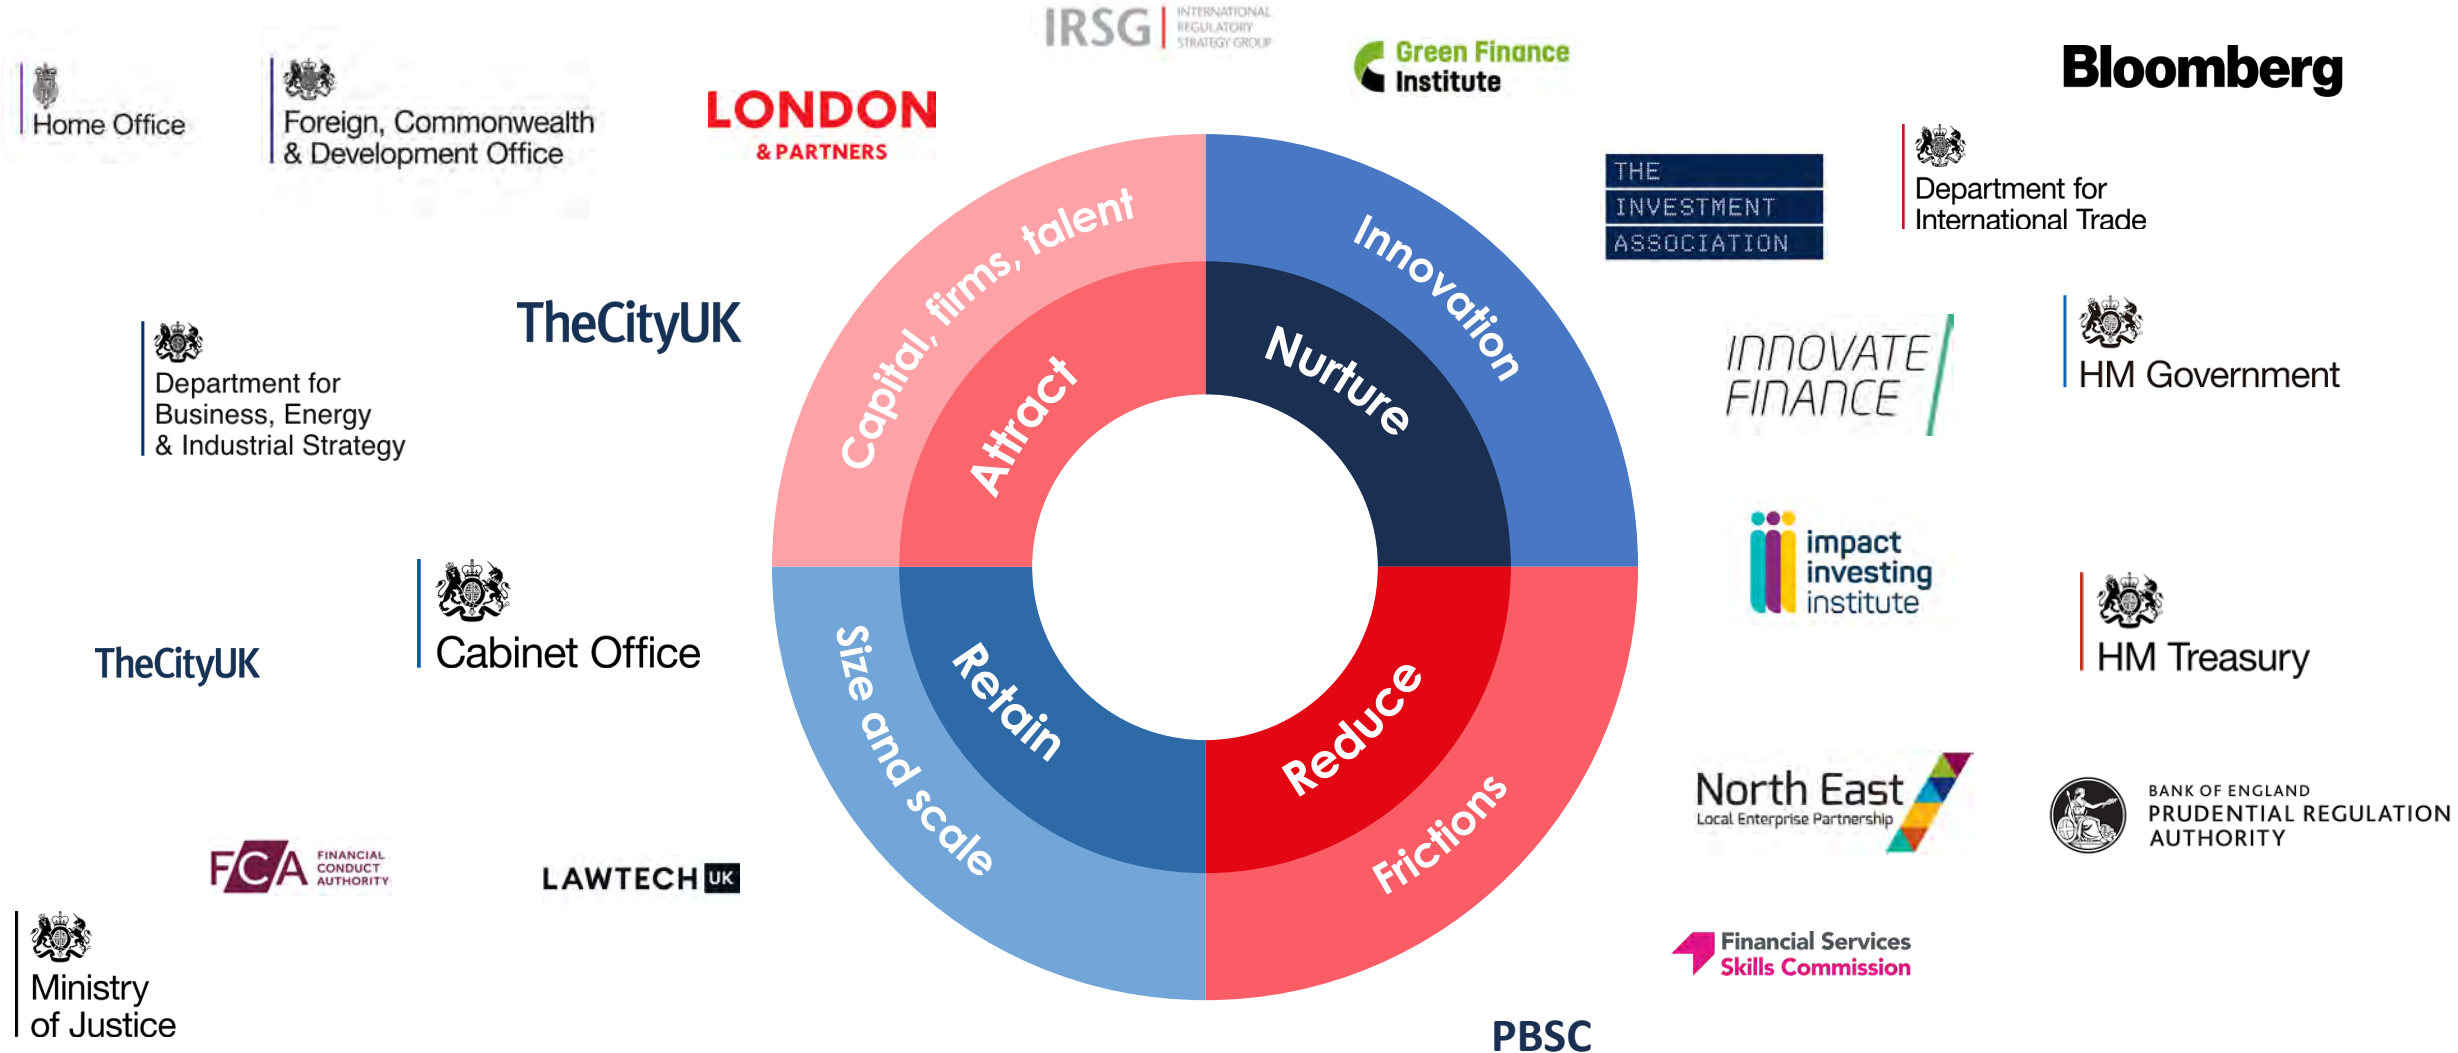 IRSG
INTERNATIONAL
REGULATORY
STRATEGY GROUP
Green Finance
Institute
Bloomberg
Home Office
Foreign, Commonwealth
& Development Office
LONDON
& PARTNERS
THE
INVESTMENT
ASSOCIATION
Department for
International Trade
Capital, firms, talent
Innovation
TheCityUK
Department for
Business, Energy
& Industrial Strategy
Attract
Nurture
INNOVATE
FINANCE
HM Government
impact
investing
institute
Cabinet Office
TheCityUK
HM Treasury
Size and scale
Retain
Reduce
Frictions
North East
Local Enterprise Partnership
BANK OF ENGLAND
PRUDENTIAL REGULATION
AUTHORITY
FCA
FINANCIAL
CONDUCT
AUTHORITY
LAWTECH UK
Financial Services
Skills Commission
Ministry
of Justice
PBSC